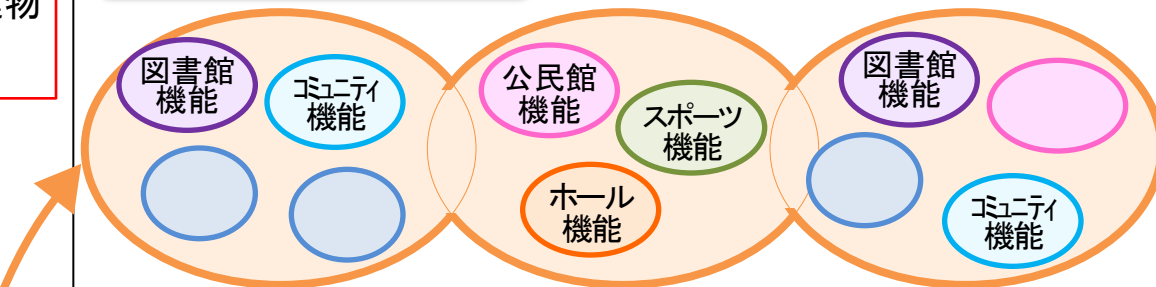 図書館
機能
コミュニティ
機能
公民館
機能
スポーツ
機能
ホール
機能
図書館
機能
コミュニティ
機能